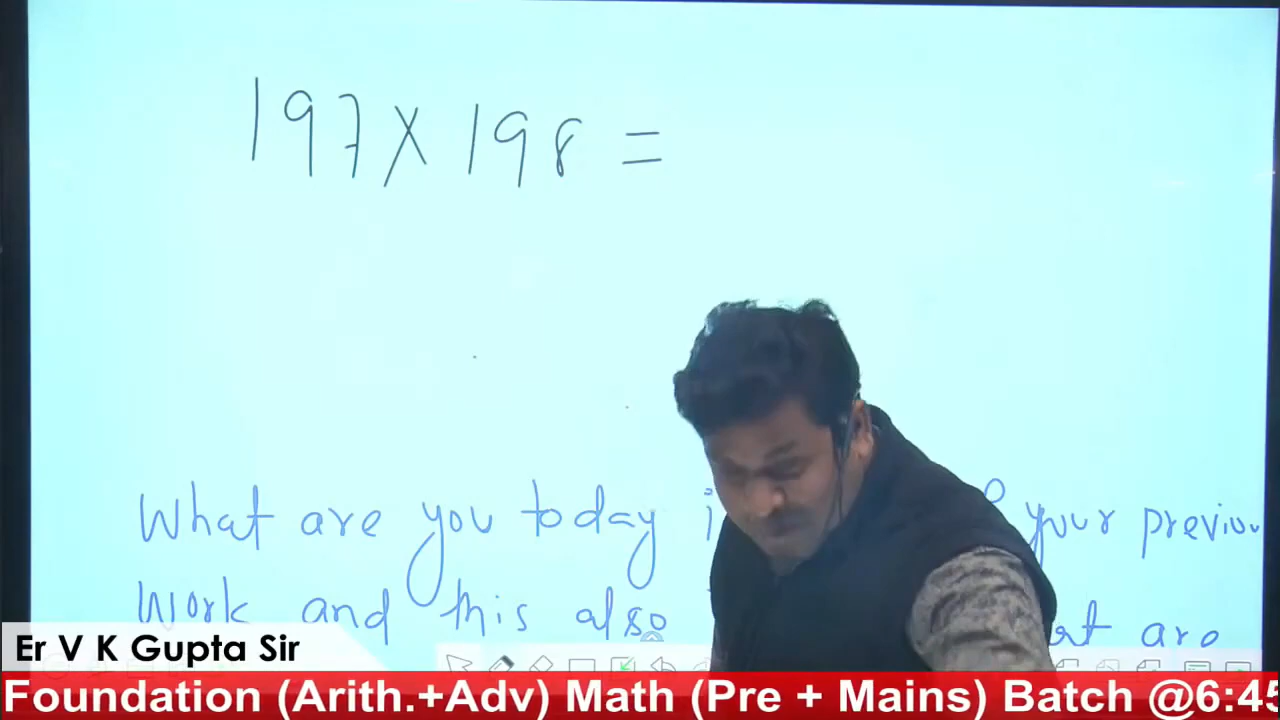 197 X 198 =
What are you today your previou
Work and this also are
Er V K Gupta Sir
Foundation (Arith.+Adv) Math (Pre + Mains) Batch @6:45